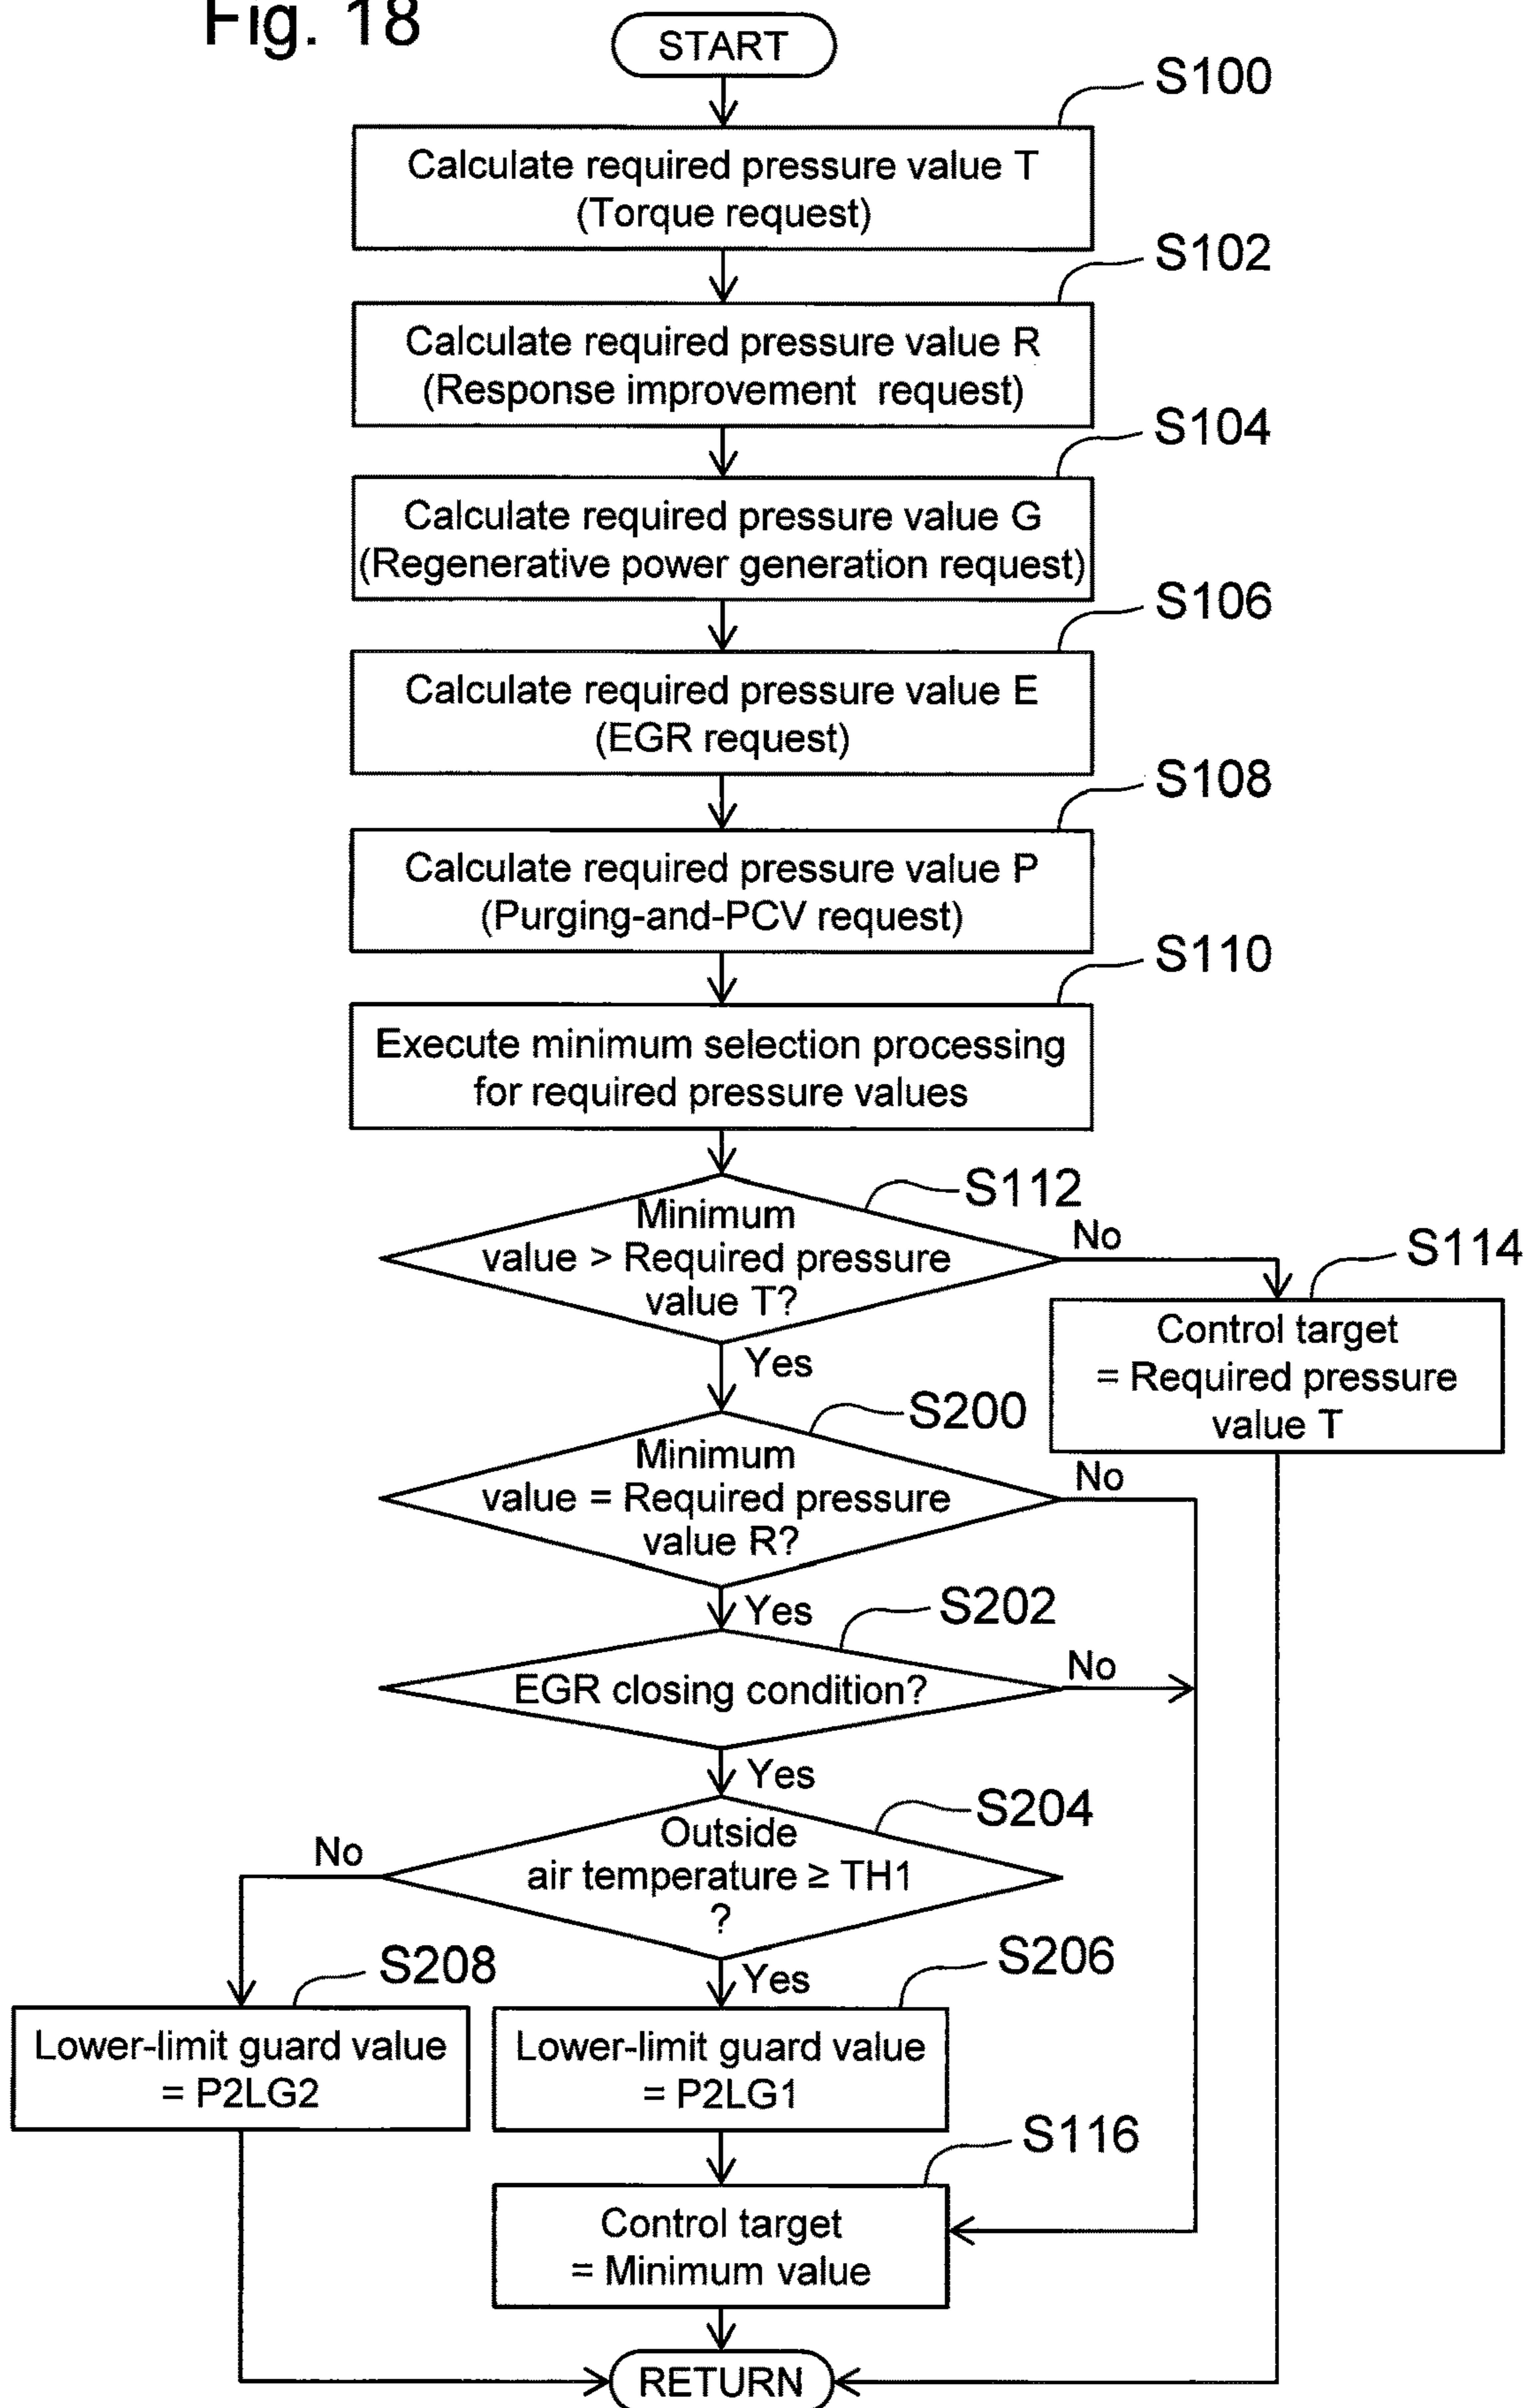 Fig. 18
START
S100
Calculate required pressure value T
(Torque request)
S102
Calculate required pressure value R
(Response improvement request)
S104
Calculate required pressure value G
(Regenerative power generation request)
S106
Calculate required pressure value E
(EGR request)
S108
Calculate required pressure value P
(Purging-and-PCV request)
S110
Execute minimum selection processing
for required pressure values
S112
Minimum
value > Required pressure
value T?
No
S114
Control target
= Required pressure
value T
Yes
S200
Minimum
value = Required pressure
value R?
No
Yes
S202
EGR closing condition?
No
Yes
S204
Outside
air temperature ≥ TH1
?
No
Yes
S208
Lower-limit guard value
= P2LG2
S206
Lower-limit guard value
= P2LG1
S116
Control target
= Minimum value
RETURN